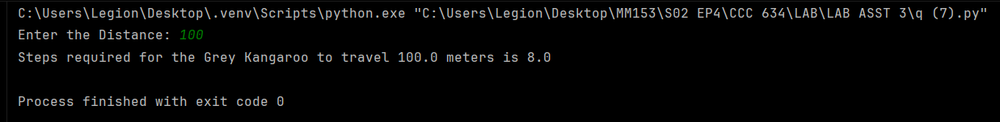 C:\Users\Legion\Desktop\.venv\Scripts\python.exe "C:\Users\Legion\Desktop\MM153\S02 EP4\CCC 634\LAB\LAB ASST 3\q (7).py"
Enter the Distance: 100
Steps required for the Grey Kangaroo to travel 100.0 meters is 8.0
Process finished with exit code 0